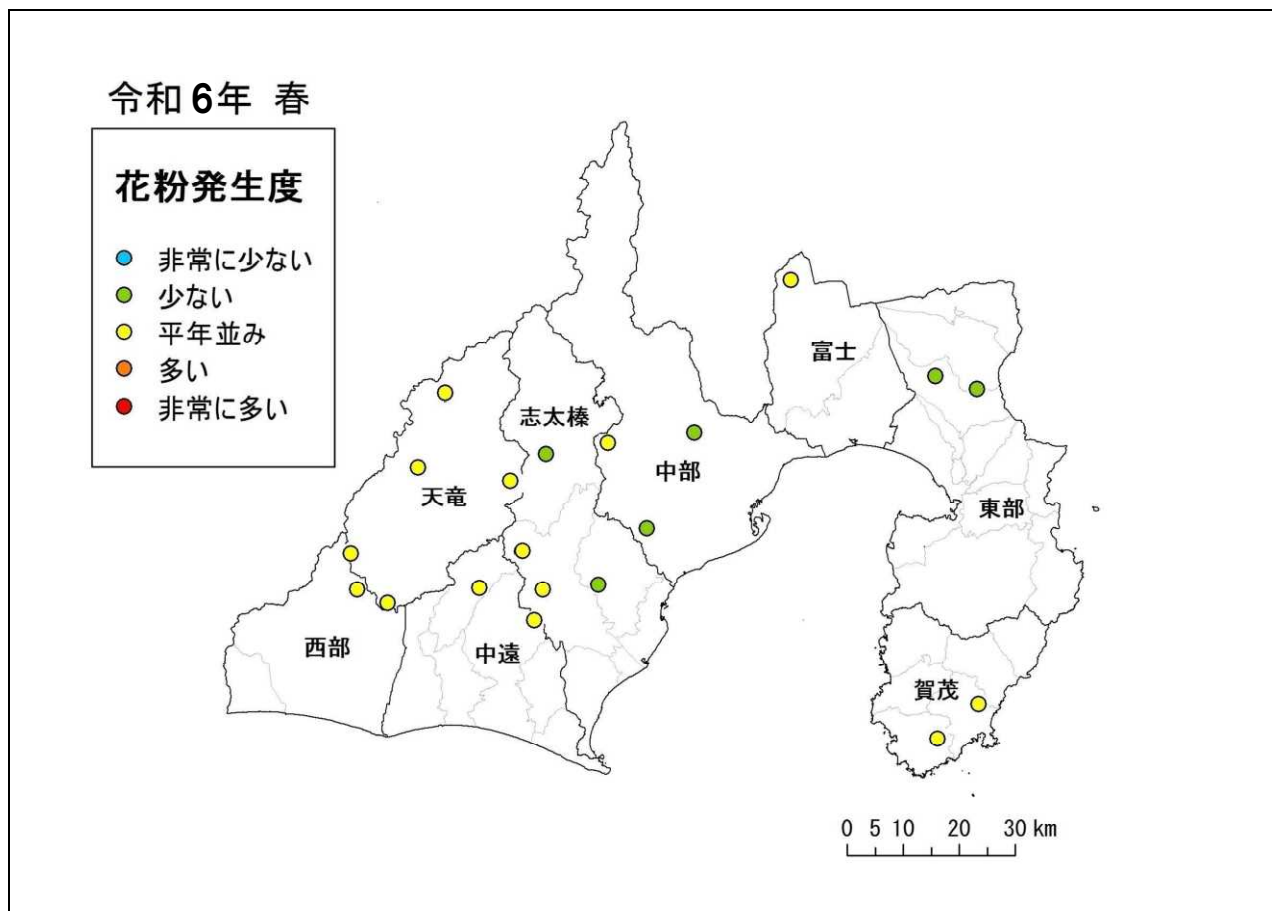 令和6年 春
花粉発生度
非常に少ない
少ない
平年並み
多い
非常に多い
富士
志太榛
中部
天竜
東部
西部
中遠
賀茂
0 5 10 20 30 km